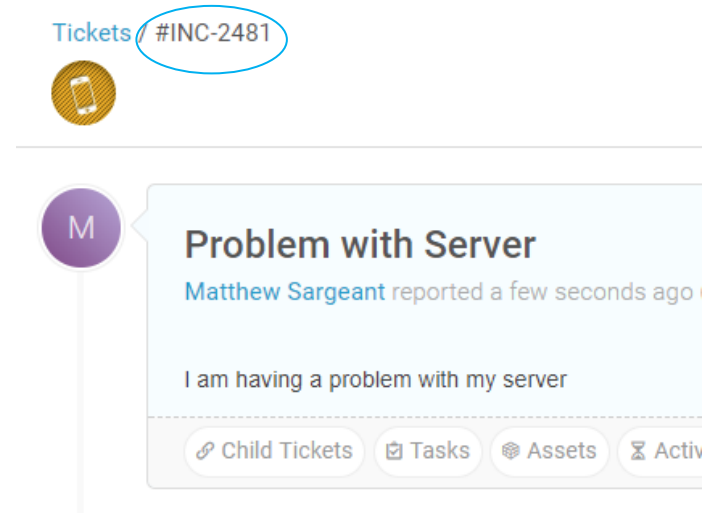 Tickets / #INC-2481
M
Problem with Server
Matthew Sargeant reported a few seconds ago
I am having a problem with my server
Child Tickets Tasks Assets Activ